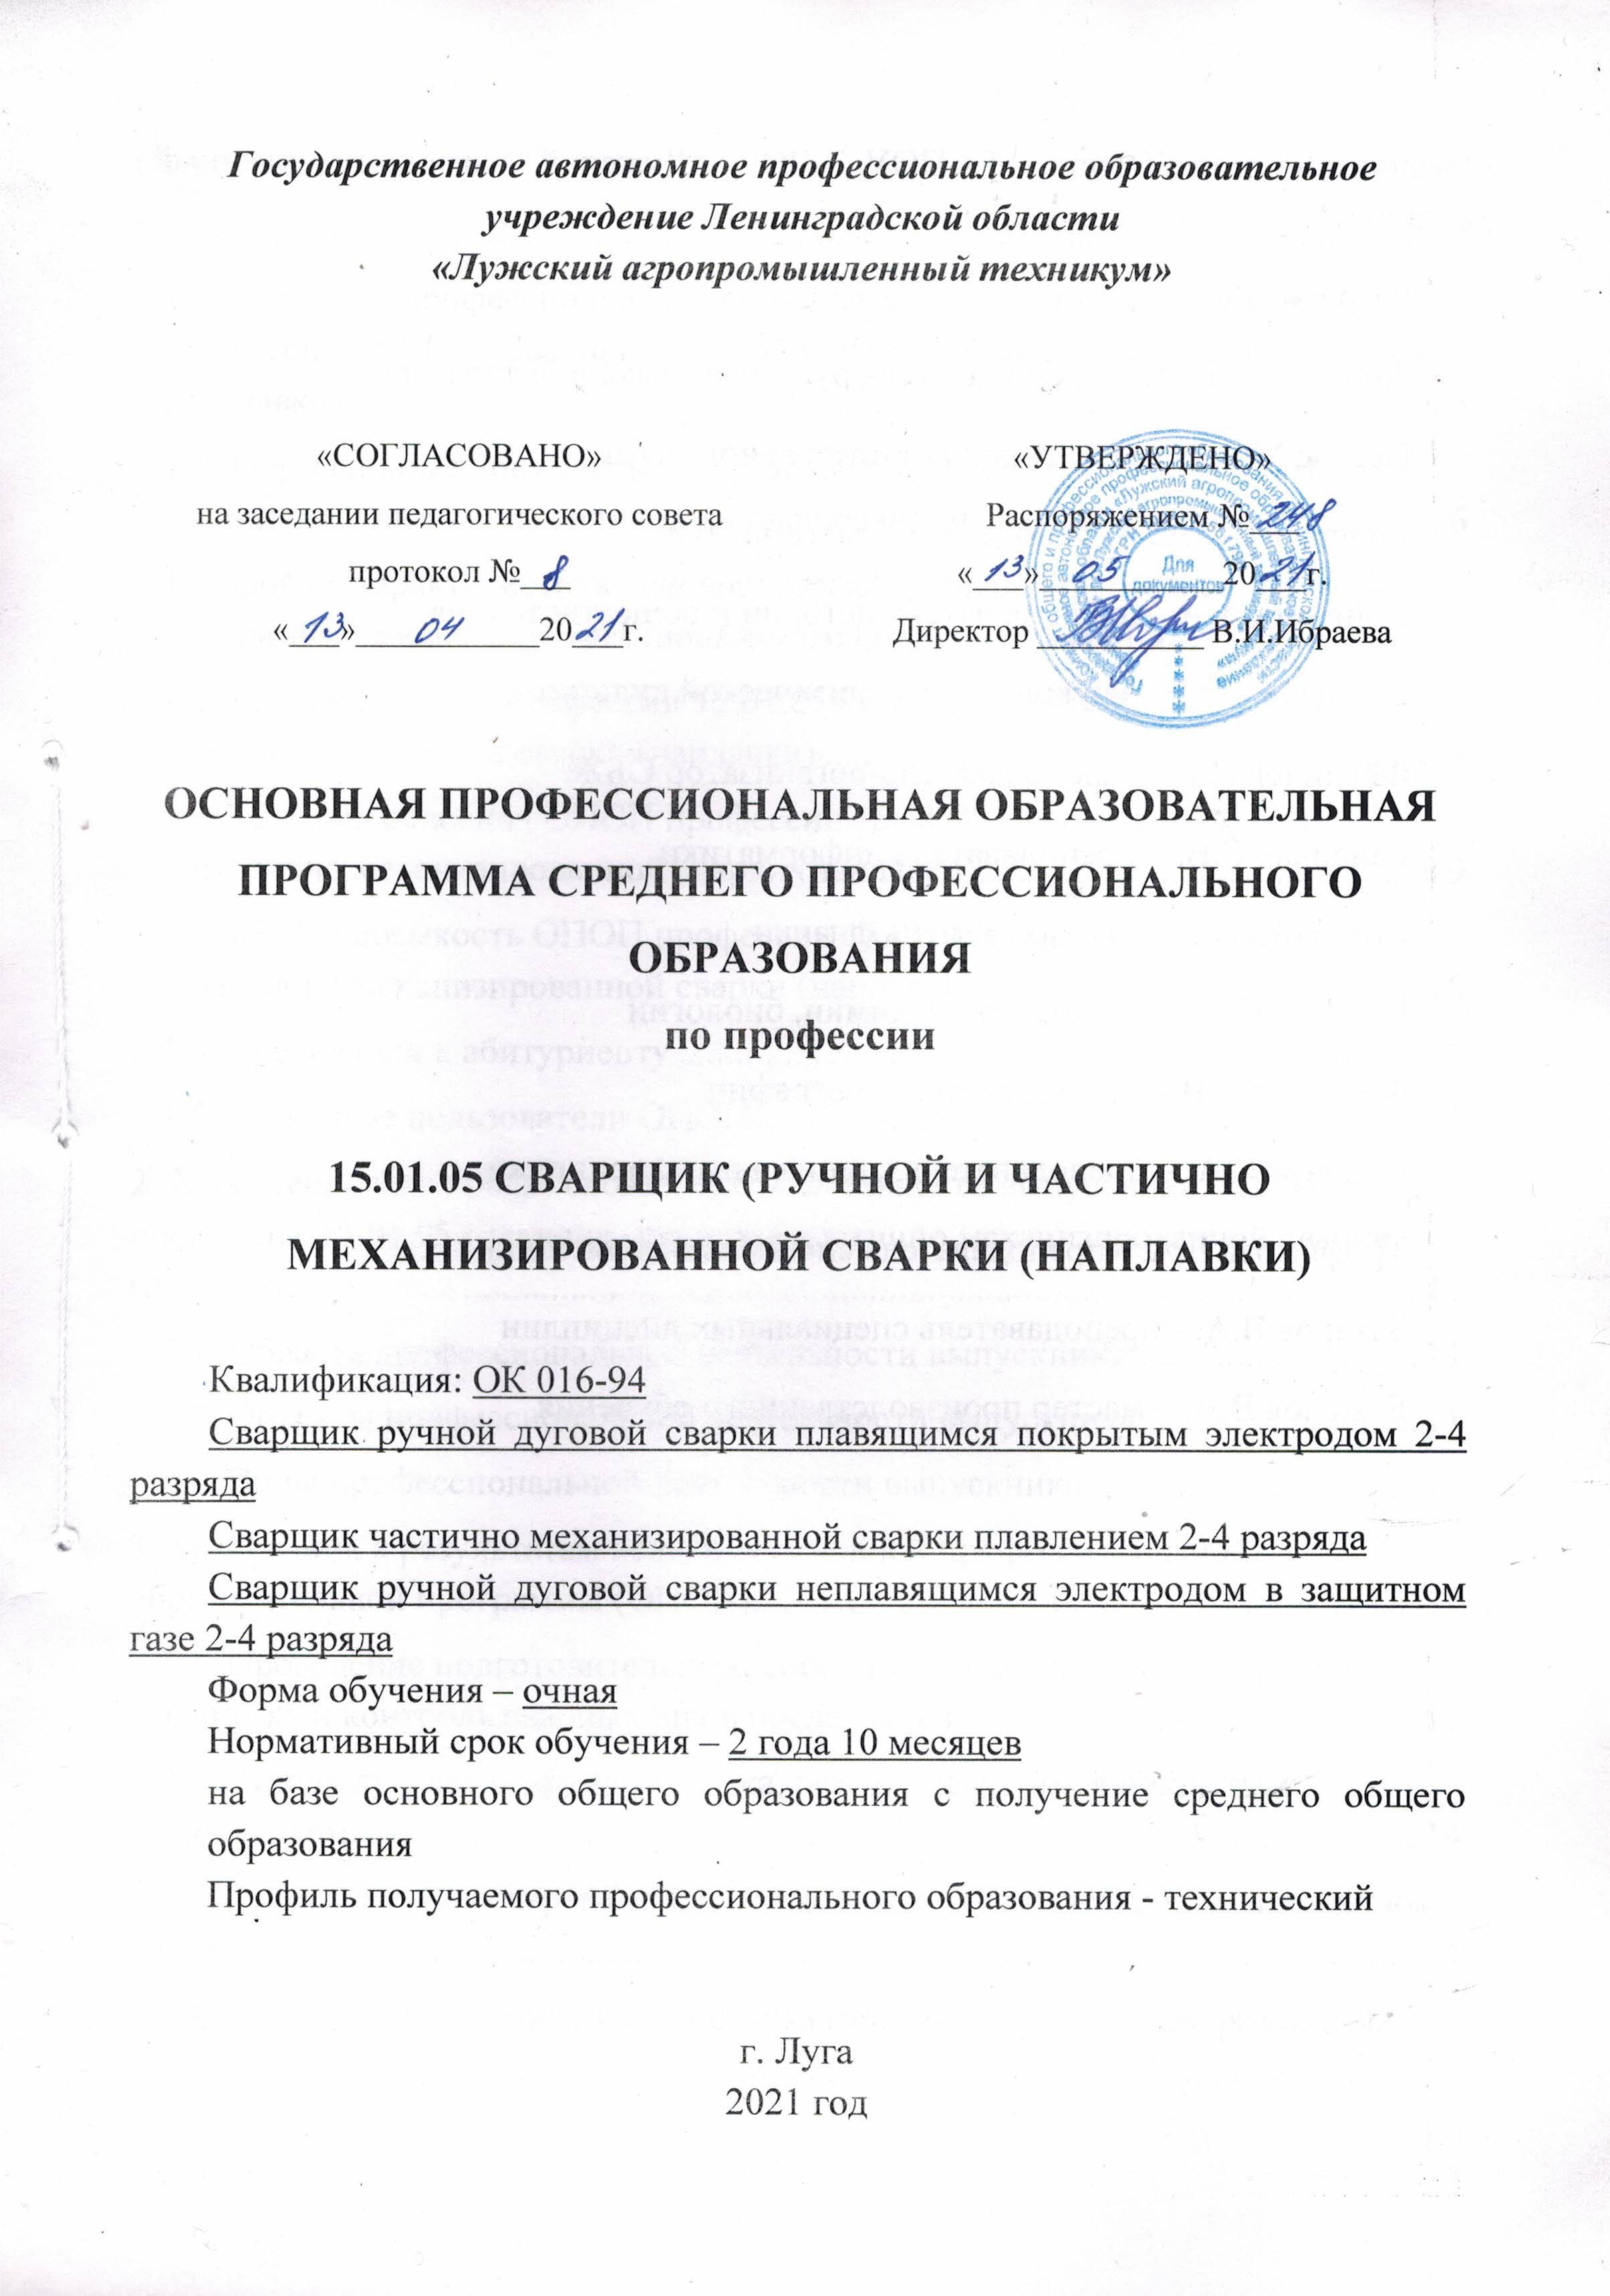 Государственное автономное профессиональное образовательное
учреждение Ленинградской области
«Лужский агропромышленный техникум»
«СОГЛАСОВАНО»
на заседании педагогического совета
протокол № 8
«13» 04 2021 г.
«УТВЕРЖДЕНО»
Распоряжением № 248
«13» 05 2021 г.
Директор В.И.Ибраева
Для
документов
ОСНОВНАЯ ПРОФЕССИОНАЛЬНАЯ ОБРАЗОВАТЕЛЬНАЯ
ПРОГРАММА СРЕДНЕГО ПРОФЕССИОНАЛЬНОГО
ОБРАЗОВАНИЯ
по профессии
15.01.05 СВАРЩИК (РУЧНОЙ И ЧАСТИЧНО
МЕХАНИЗИРОВАННОЙ СВАРКИ (НАПЛАВКИ)
Квалификация: ОК 016-94
Сварщик ручной дуговой сварки плавящимся покрытым электродом 2-4
разряда
Сварщик частично механизированной сварки плавлением 2-4 разряда
Сварщик ручной дуговой сварки неплавящимся электродом в защитном
газе 2-4 разряда
Форма обучения – очная
Нормативный срок обучения – 2 года 10 месяцев
на базе основного общего образования с получение среднего общего
образования
Профиль получаемого профессионального образования - технический
г. Луга
2021 год